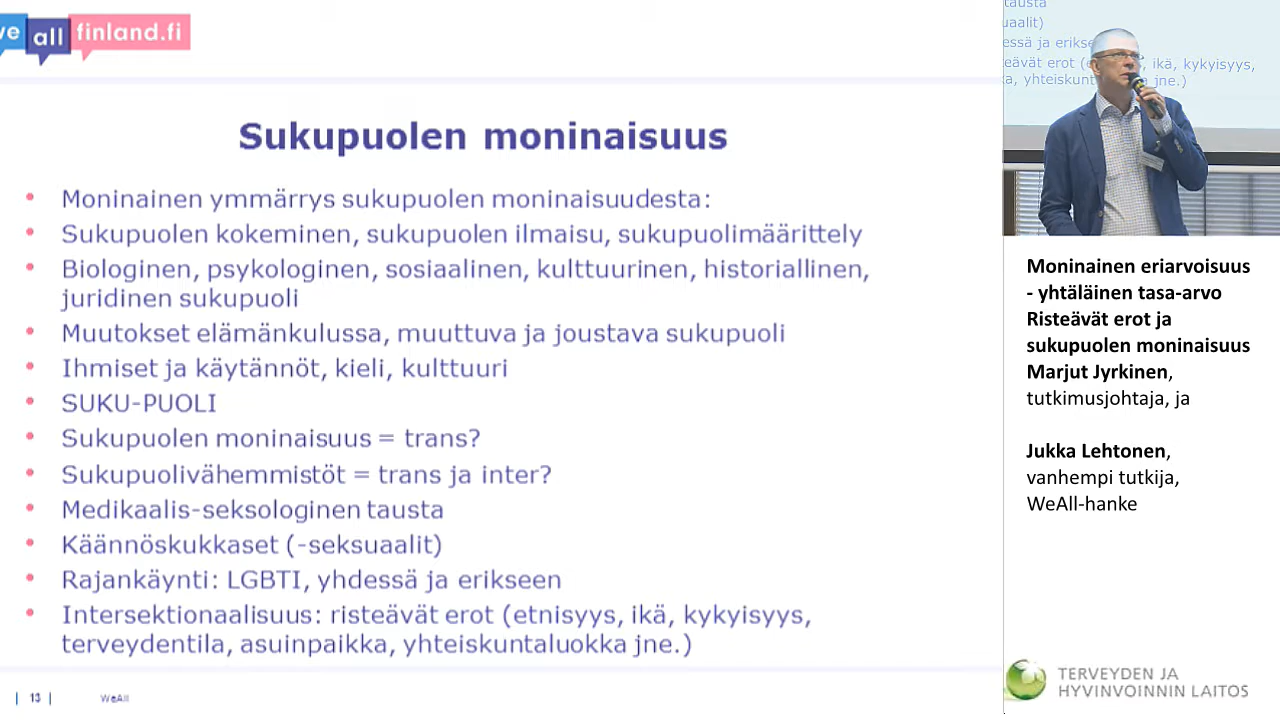 we all finland.fi
Sukupuolen moninaisuus
• Moninainen ymmärrys sukupuolen moninaisuudesta:
• Sukupuolen kokeminen, sukupuolen ilmaisu, sukupuolimäärittely
• Biologinen, psykologinen, sosiaalinen, kulttuurinen, historiallinen,
juridinen sukupuoli
• Muutokset elämänkulussa, muuttuva ja joustava sukupuoli
• Ihmiset ja käytännöt, kieli, kulttuuri
• SUKU-PUOLI
• Sukupuolen moninaisuus = trans?
• Sukupuolivähemmistöt = trans ja inter?
• Medikaalis-seksologinen tausta
• Käännöskukkaset (-seksuaalit)
• Rajankäynti: LGBTI, yhdessä ja erikseen
• Intersektionaalisuus: risteävät erot (etnisyys, ikä, kykyisyys,
terveydentila, asuinpaikka, yhteiskuntaluokka jne.)
| 13 | WeAll
tausta
uaalit)
essä ja erikse
eävät erot (e s, ikä, kykyisyys,
ka, yhteiskunt a jne.)
Moninainen eriarvoisuus
- yhtäläinen tasa-arvo
Risteävät erot ja
sukupuolen moninaisuus
Marjut Jyrkinen,
tutkimusjohtaja, ja
Jukka Lehtonen,
vanhempi tutkija,
WeAll-hanke
TERVEYDEN JA
HYVINVOINNIN LAITOS